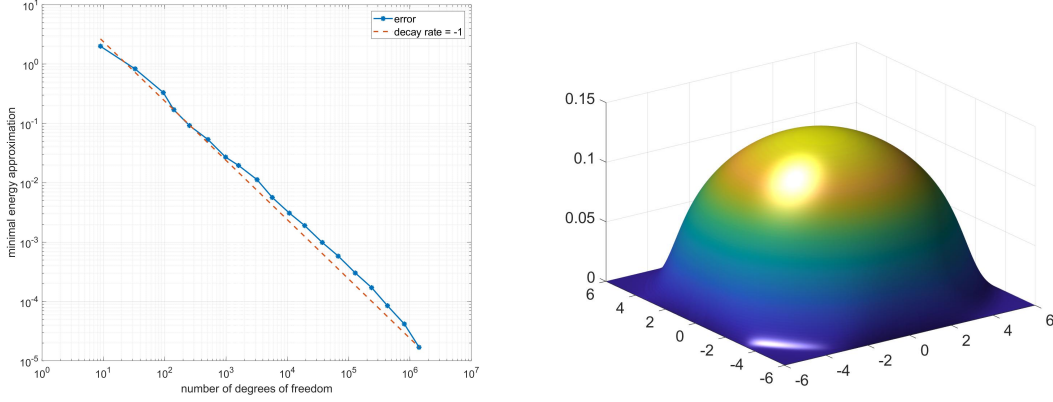 10^1
10^0
10^-1
10^-2
10^-3
10^-4
10^-5
minimal energy approximation
error
decay rate = -1
10^0 10^1 10^2 10^3 10^4 10^5 10^6 10^7
number of degrees of freedom
0.15
0.1
0.05
0
6 4 2 0 -2 -4 -6
-6 -4 -2 0 2 4 6